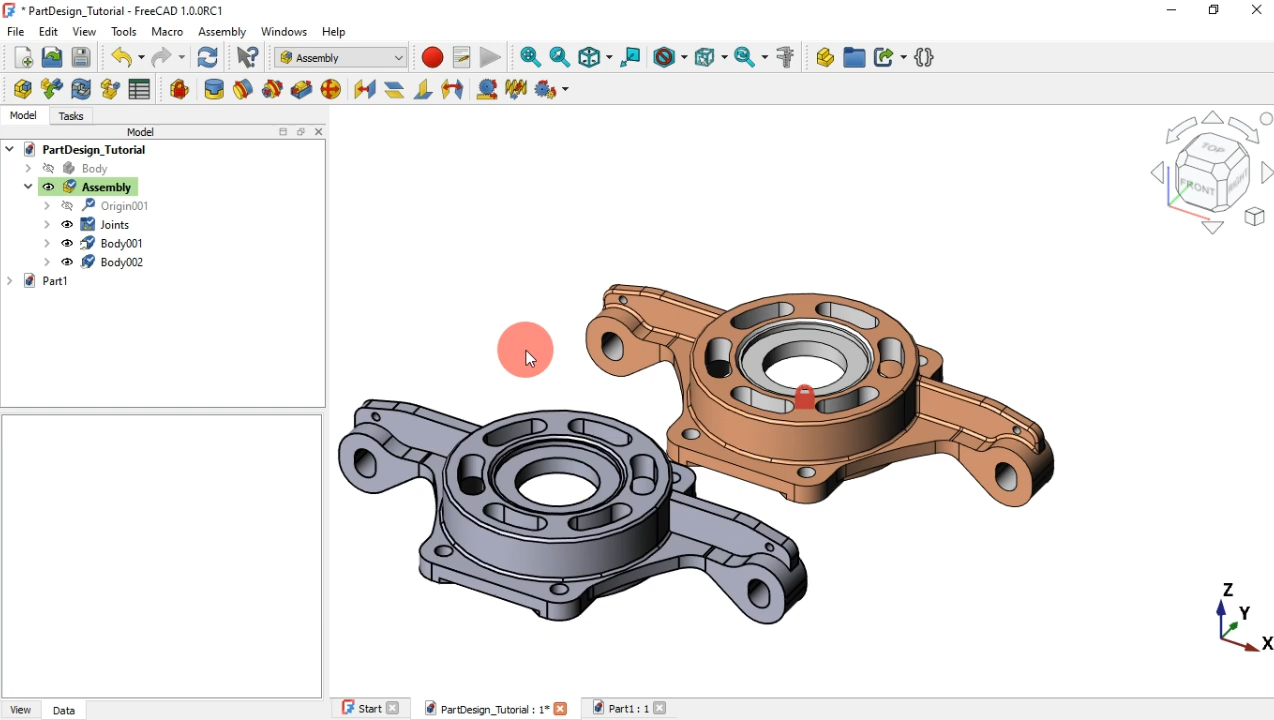 * PartDesign_Tutorial - FreeCAD 1.0.0RC1
File Edit View Tools Macro Assembly Windows Help
Assembly
Model Tasks
Model
PartDesign_Tutorial
Body
Assembly
Origin001
Joints
Body001
Body002
Part1
TOP
FRONT
RIGHT
Z
Y
X
View Data
Start PartDesign_Tutorial : 1* Part1 : 1